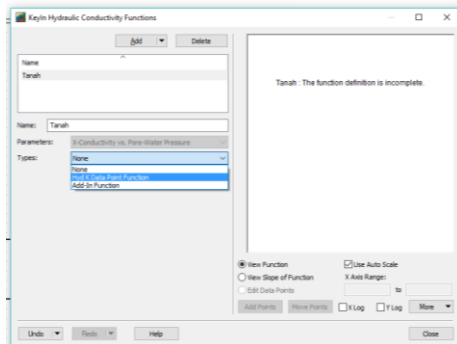 KeyIn Hydraulic Conductivity Functions
Add
Delete
Name
Tanah
Name: Tanah
Parameters: X-Conductivity vs. Pore-Water Pressure
Types: None
None
Hyd K Data Point Function
Add-In Function
Tanah : The function definition is incomplete.
View Function
Use Auto Scale
View Slope of Function
X Axis Range:
Edit Data Points
to
Add Points
Move Points
X Log
Y Log
More
Undo
Redo
Help
Close